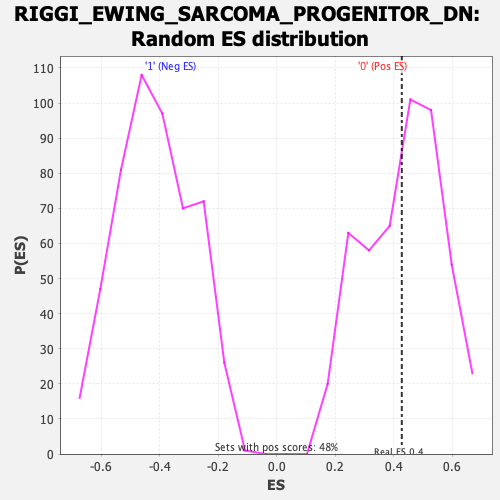 RIGGI_EWING_SARCOMA_PROGENITOR_DN:
Random ES distribution
'1' (Neg ES)
'0' (Pos ES)
P(ES)
110
100
90
80
70
60
50
40
30
20
10
0
Sets with pos scores: 48%
Real ES 0.4
-0.6
-0.4
-0.2
0.0
0.2
0.4
0.6
ES